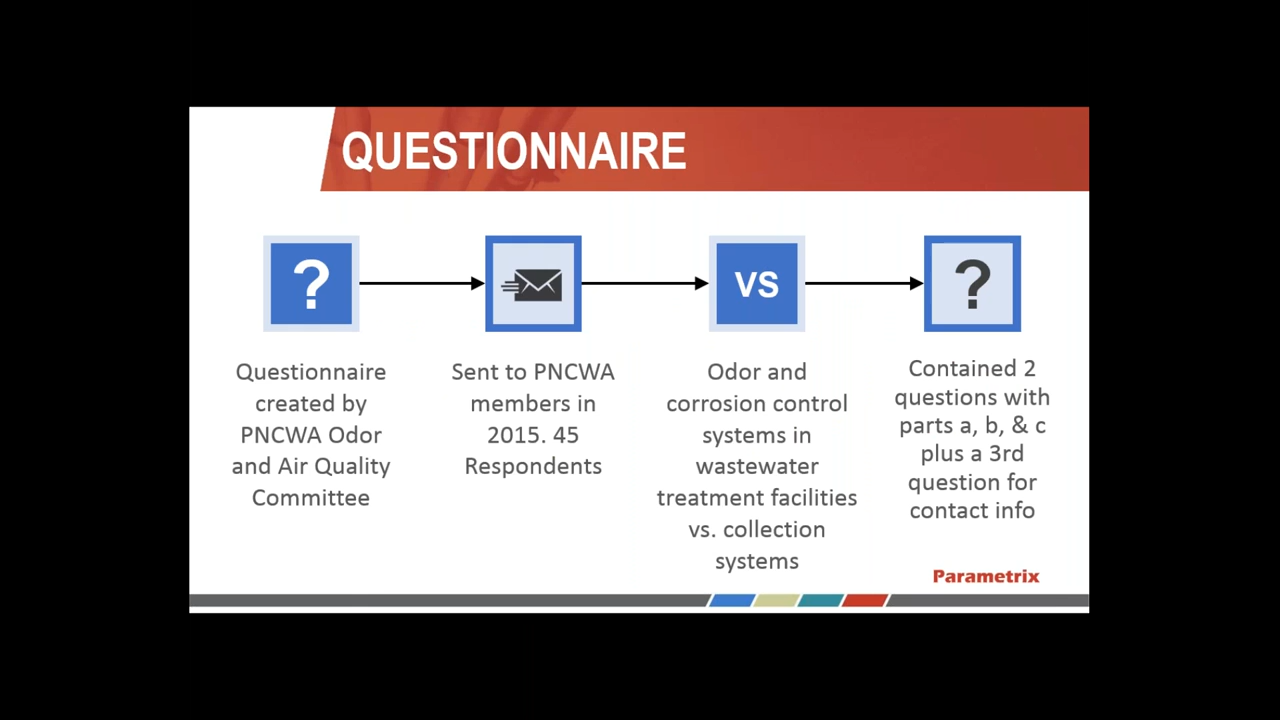 QUESTIONNAIRE
?
VS
?
Questionnaire
created by
PNCWA Odor
and Air Quality
Committee
Sent to PNCWA
members in
2015. 45
Respondents
Odor and
corrosion control
systems in
wastewater
treatment facilities
vs. collection
systems
Contained 2
questions with
parts a, b, & c
plus a 3rd
question for
contact info
Parametrix